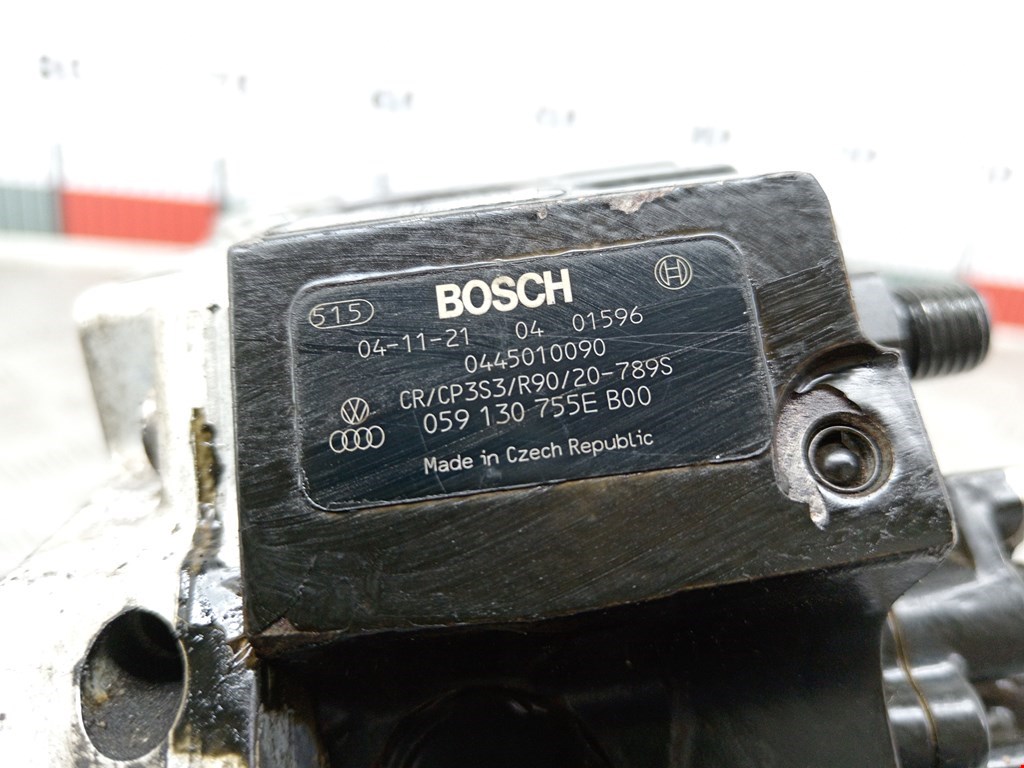 BOSCH
515
04-11-21 04 01596
0445010090
CR/CP3S3/R90/20-789S
059 130 755E B00
Made in Czech Republic